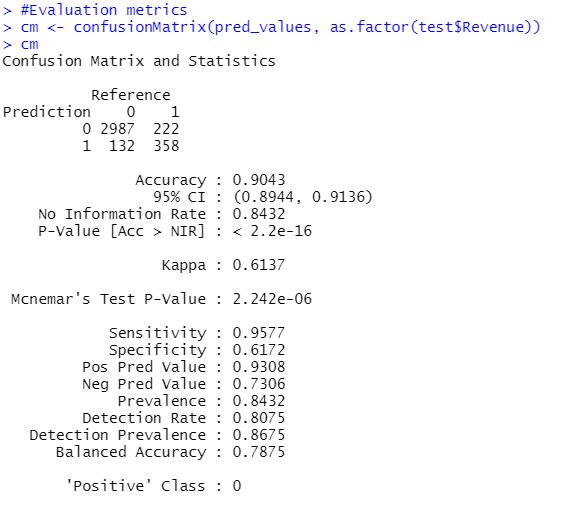 > #Evaluation metrics
> cm <- confusionMatrix(pred_values, as.factor(test$Revenue))
> cm
Confusion Matrix and Statistics
Reference
Prediction 0 1
0 2987 222
1 132 358
Accuracy : 0.9043
95% CI : (0.8944, 0.9136)
No Information Rate : 0.8432
P-Value [Acc > NIR] : < 2.2e-16
Kappa : 0.6137
Mcnemar's Test P-Value : 2.242e-06
Sensitivity : 0.9577
Specificity : 0.6172
Pos Pred Value : 0.9308
Neg Pred Value : 0.7306
Prevalence : 0.8432
Detection Rate : 0.8075
Detection Prevalence : 0.8675
Balanced Accuracy : 0.7875
'Positive' Class : 0